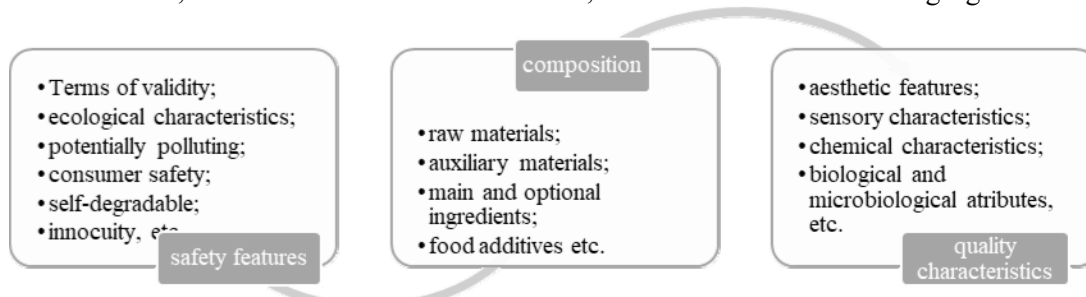 • Terms of validity;
• ecological characteristics;
• potentially polluting;
• consumer safety;
• self-degradable;
• innocuity, etc.
safety features
composition
• raw materials;
• auxiliary materials;
• main and optional
ingredients;
• food additives etc.
• aesthetic features;
• sensory characteristics;
• chemical characteristics;
• biological and
microbiological atributes,
etc.
quality
characteristics